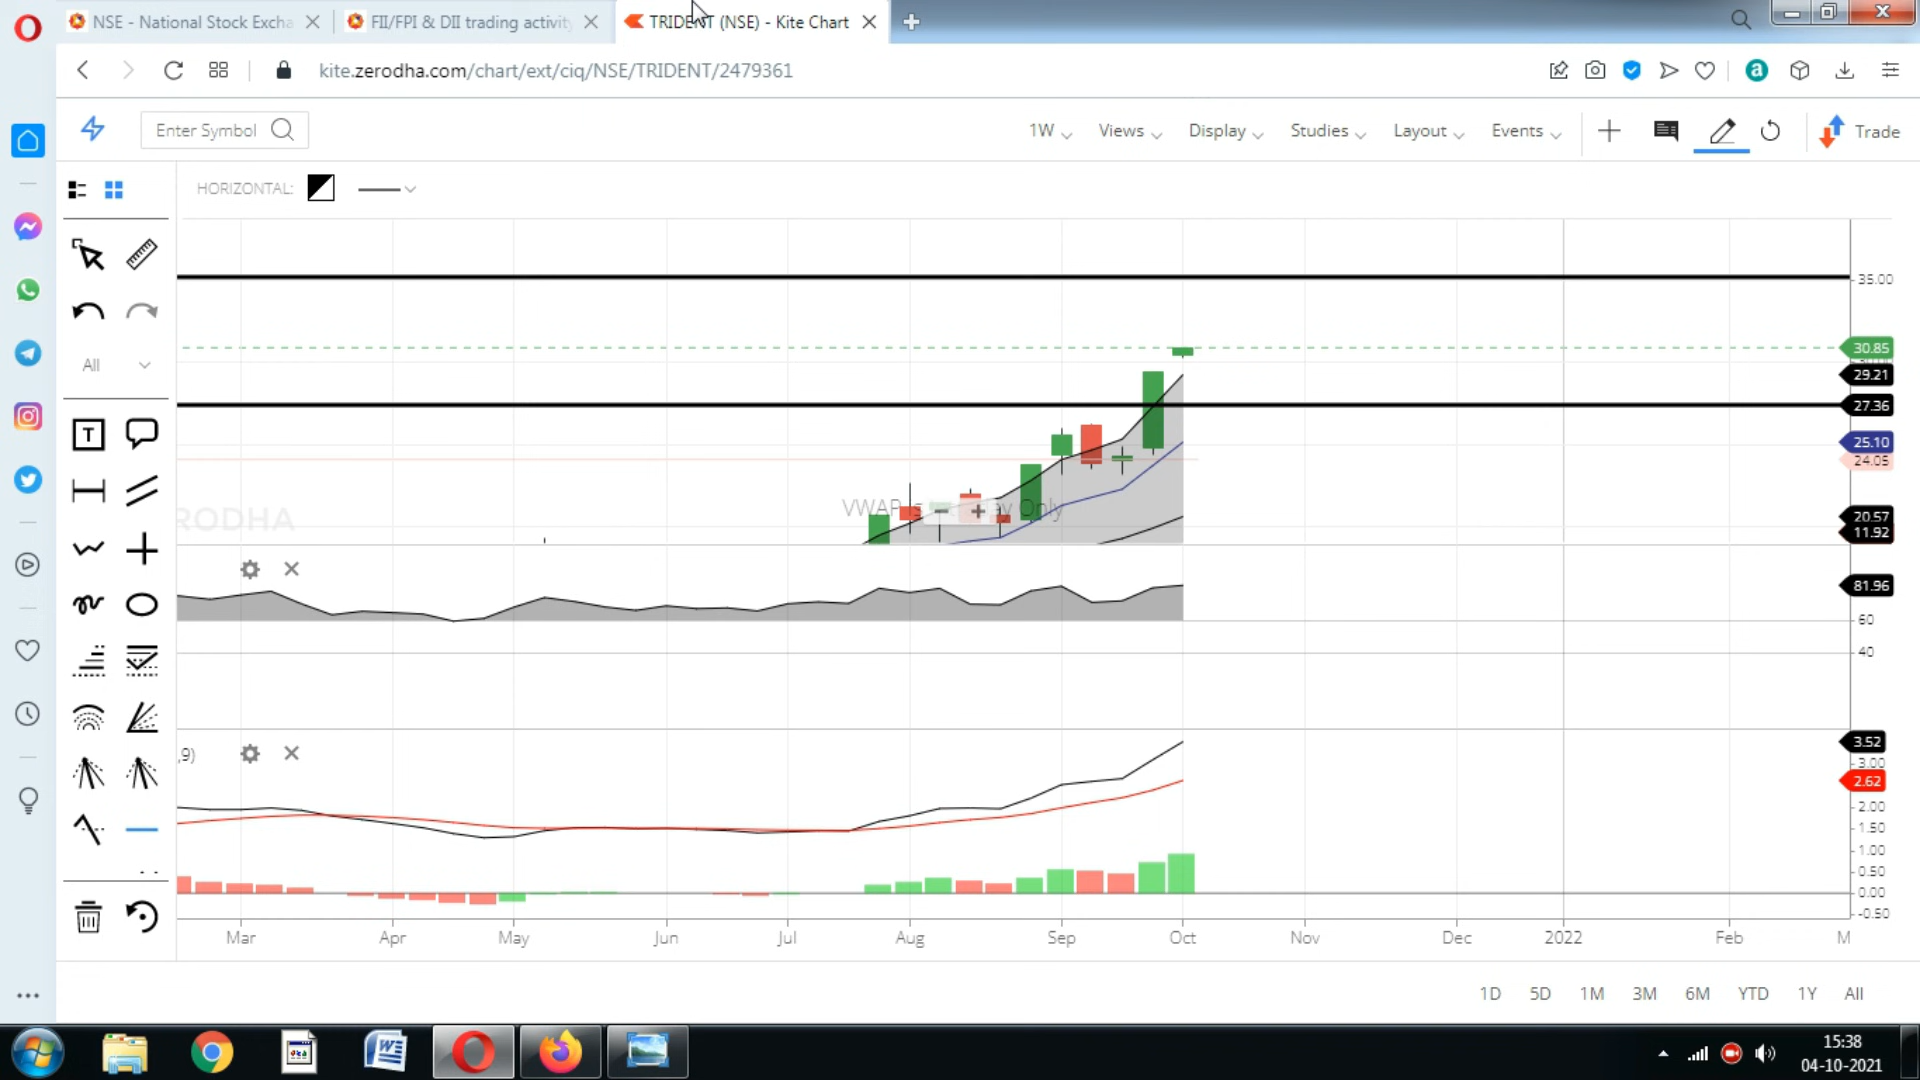 NSE - National Stock Excha
FII/FPI & DII trading activity
TRIDENT (NSE) - Kite Chart
kite.zerodha.com/chart/ext/ciq/NSE/TRIDENT/2479361
a
Enter Symbol
1W
Views
Display
Studies
Layout
Events
Trade
HORIZONTAL:
All
T
35.00
30.85
29.21
27.36
25.10
24.05
20.57
11.92
VWAP is Only
RODHA
81.96
60
40
,9)
3.52
3.00
2.62
2.00
1.50
1.00
0.50
0.00
-0.50
Mar Apr May Jun Jul Aug Sep Oct Nov Dec 2022 Feb M
1D 5D 1M 3M 6M YTD 1Y All
15:38
04-10-2021